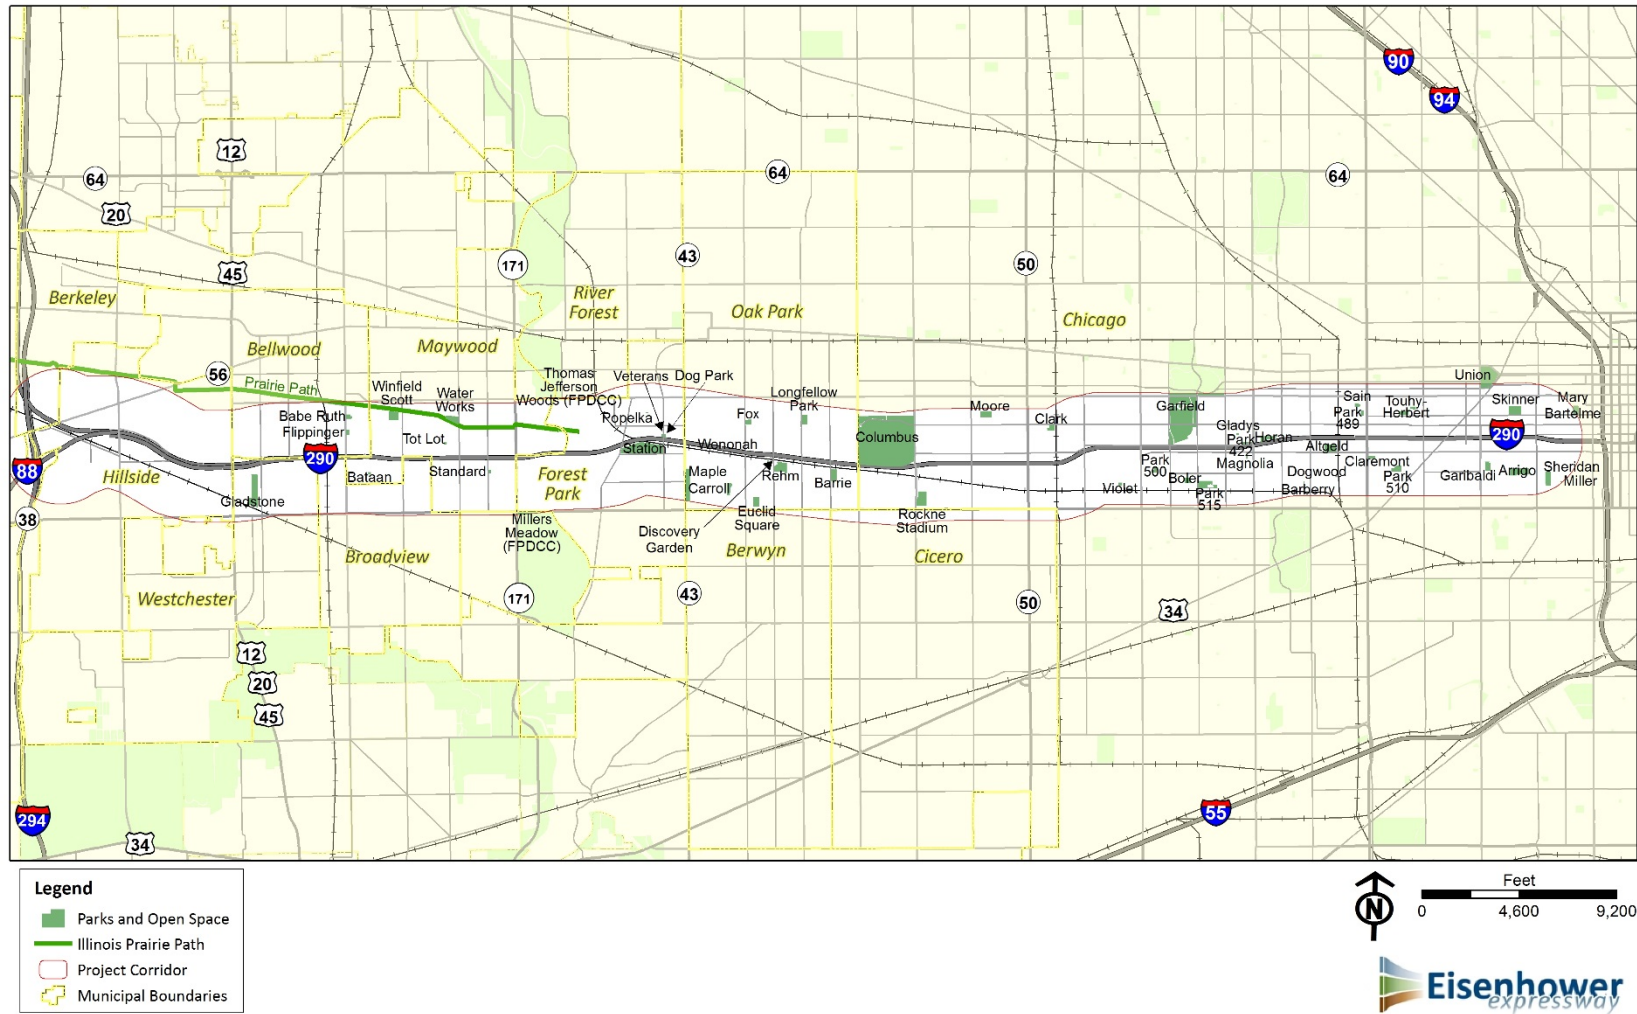 90
94
12
64
64
64
20
43
50
171
45
Berkeley
River
Forest
Oak Park
Chicago
Bellwood
Maywood
56
Prairie Path
Winfield
Scott
Water
Works
Thomas
Jefferson
Woods (FPDCC)
Veterans
Dog Park
Longfellow
Park
Union
Babe Ruth
Flippinger
Popelka
Fox
Moore
Clark
Garfield
Sain
Park
489
Touhy-
Herbert
Skinner
Mary
Bartelme
Tot Lot
Station
Wenonah
Columbus
Gladys
Park
422
Horan
Altgeld
290
290
88
Hillside
Bataan
Standard
Forest
Park
Maple
Carroll
Rehm
Barrie
Park
500
Boler
Magnolia
Dogwood
Claremont
Park
510
Garibaldi
Arrigo
Sheridan
Miller
Gladstone
Violet
Park
515
Barberry
38
Millers
Meadow
(FPDCC)
Euclid
Square
Rockne
Stadium
Discovery
Garden
Broadview
Berwyn
Cicero
Westchester
171
43
50
34
12
20
45
294
34
55
Legend
Parks and Open Space
Illinois Prairie Path
Project Corridor
Municipal Boundaries
N
Feet
0 4,600 9,200
Eisenhower
expressway